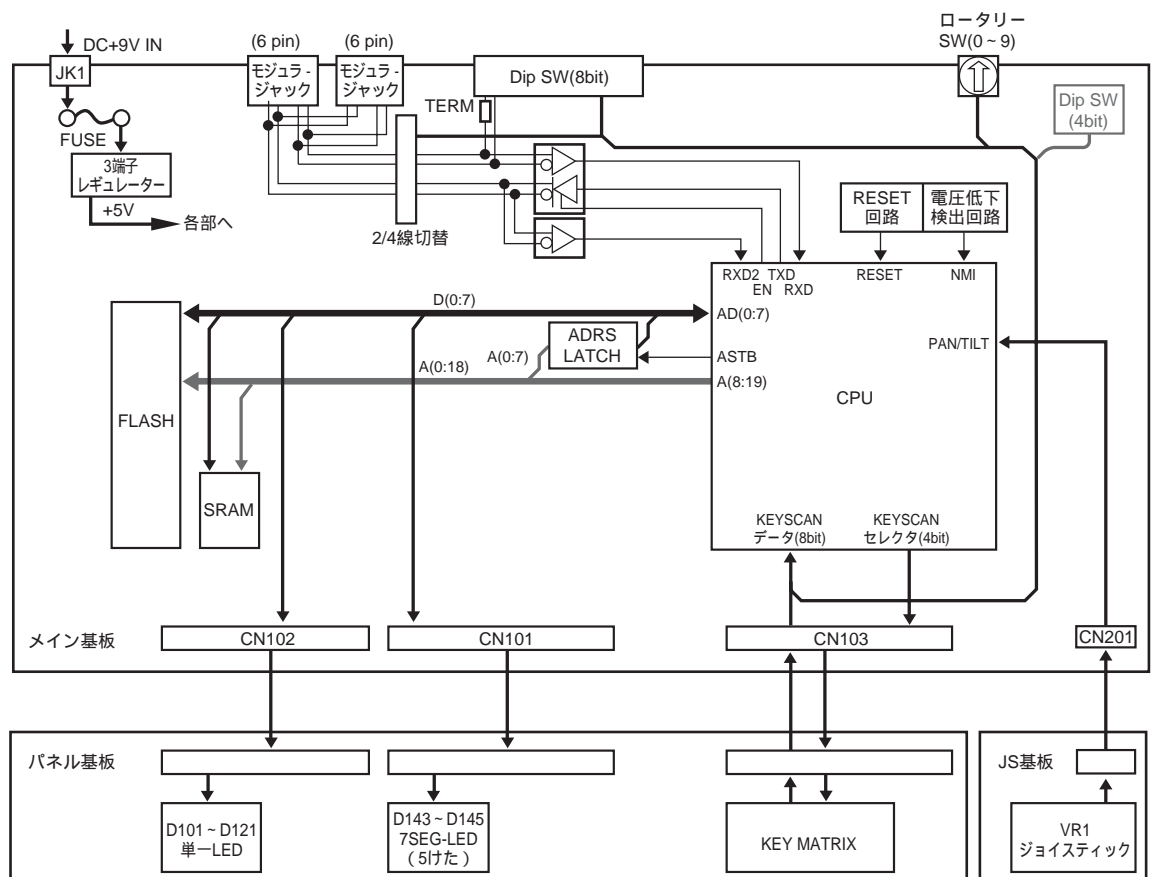 ロータリー
SW(0 ~ 9)
DC+9V IN
(6 pin)
(6 pin)
JK1
モジュラ -
ジャック
モジュラ -
ジャック
Dip SW(8bit)
Dip SW
(4bit)
TERM
FUSE
3端子
レギュレーター
+5V
各部へ
2/4線切替
RESET
回路
電圧低下
検出回路
RXD2
TXD
EN
RXD
RESET
NMI
D(0:7)
AD(0:7)
ADRS
LATCH
A(0:7)
ASTB
PAN/TILT
A(0:18)
A(8:19)
CPU
FLASH
SRAM
KEYSCAN
データ(8bit)
KEYSCAN
セレクタ(4bit)
メイン基板
CN102
CN101
CN103
CN201
パネル基板
JS基板
D101 ~ D121
単一LED
D143 ~ D145
7SEG-LED
(5けた)
KEY MATRIX
VR1
ジョイスティック